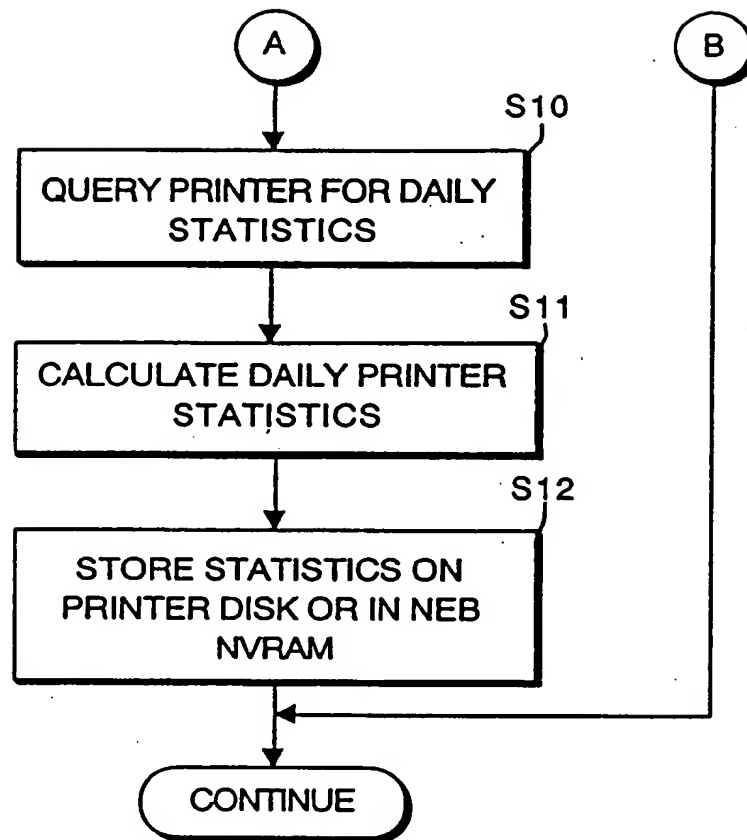 A
B
S10
QUERY PRINTER FOR DAILY
STATISTICS
S11
CALCULATE DAILY PRINTER
STATISTICS
S12
STORE STATISTICS ON
PRINTER DISK OR IN NEB
NVRAM
CONTINUE